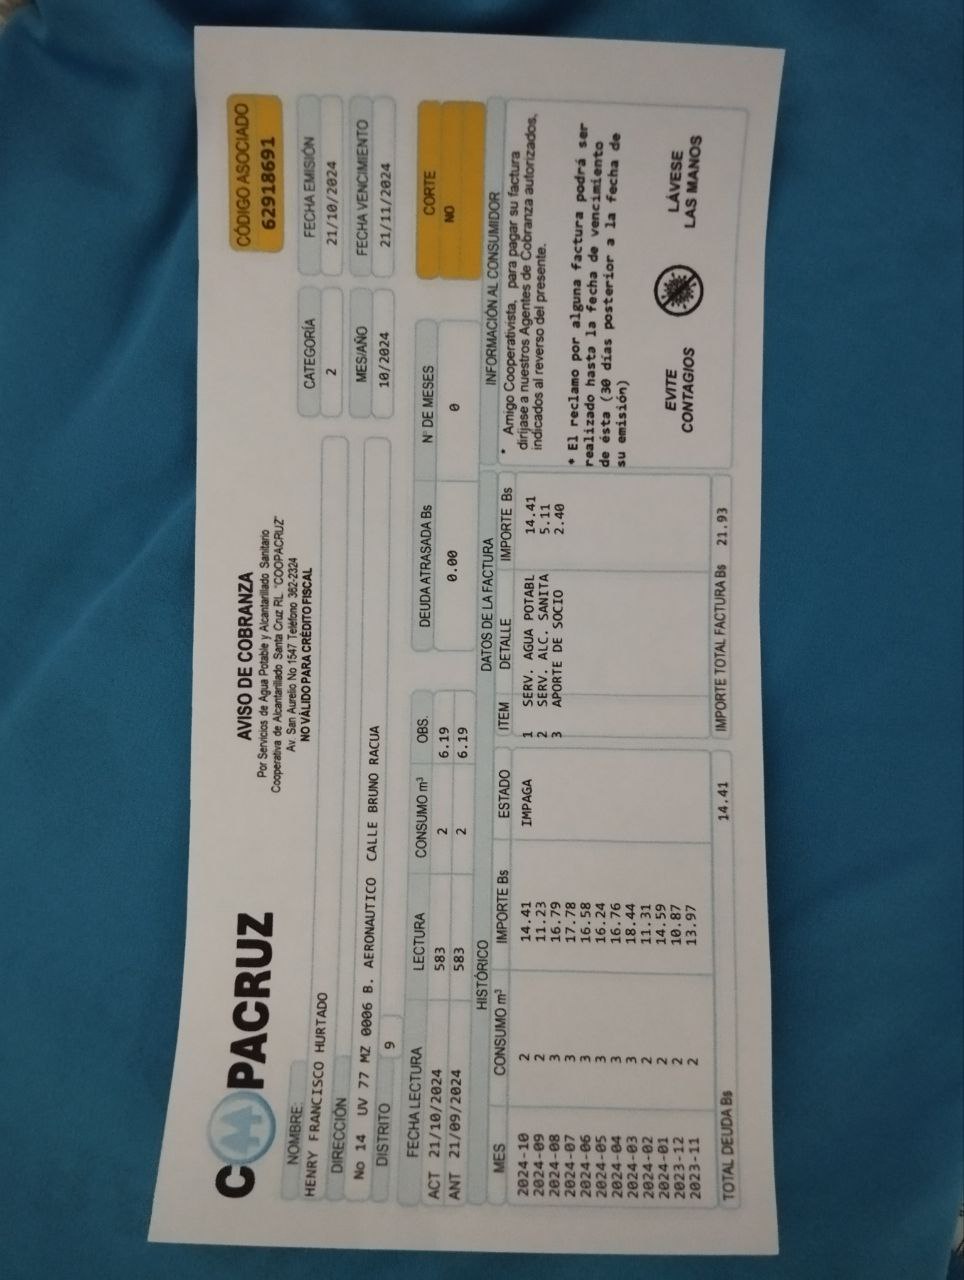 COOPACRUZ
AVISO DE COBRANZA
Por Servicios de Agua Potable y Alcantarillado Sanitario
Cooperativa de Alcantarillado Santa Cruz RL "COOPACRUZ"
Av. San Aurelio No 1547 Teléfono 362-2324
NO VÁLIDO PARA CRÉDITO FISCAL
CÓDIGO ASOCIADO
62918691
NOMBRE:
HENRY FRANCISCO HURTADO
CATEGORÍA
2
FECHA EMISIÓN
21/10/2024
DIRECCIÓN
No 14 UV 77 MZ 0006 B. AERONAUTICO CALLE BRUNO RACUA
MES/AÑO
10/2024
FECHA VENCIMIENTO
21/11/2024
DISTRITO 9
FECHA LECTURA LECTURA CONSUMO m³ OBS.
ACT 21/10/2024 583 2 6.19
ANT 21/09/2024 583 2 6.19
DEUDA ATRASADA Bs N° DE MESES CORTE
0.00 0 NO
HISTÓRICO
MES CONSUMO m³ IMPORTE Bs ESTADO
2024-10 2 14.41 IMPAGA
2024-09 2 11.23
2024-08 3 16.79
2024-07 3 17.78
2024-06 3 16.58
2024-05 3 16.24
2024-04 3 16.76
2024-03 3 18.44
2024-02 2 11.31
2024-01 2 14.59
2023-12 2 10.87
2023-11 2 13.97
TOTAL DEUDA Bs 14.41
DATOS DE LA FACTURA
ITEM DETALLE IMPORTE Bs
1 SERV. AGUA POTABL 14.41
2 SERV. ALC. SANITA 5.11
3 APORTE DE SOCIO 2.40
IMPORTE TOTAL FACTURA Bs 21.93
INFORMACIÓN AL CONSUMIDOR
* Amigo Cooperativista, para pagar su factura
diríjase a nuestros Agentes de Cobranza autorizados,
indicados al reverso del presente.
* El reclamo por alguna factura podrá ser
realizado hasta la fecha de vencimiento
de ésta (30 días posterior a la fecha de
su emisión)
EVITE
CONTAGIOS
LÁVESE
LAS MANOS